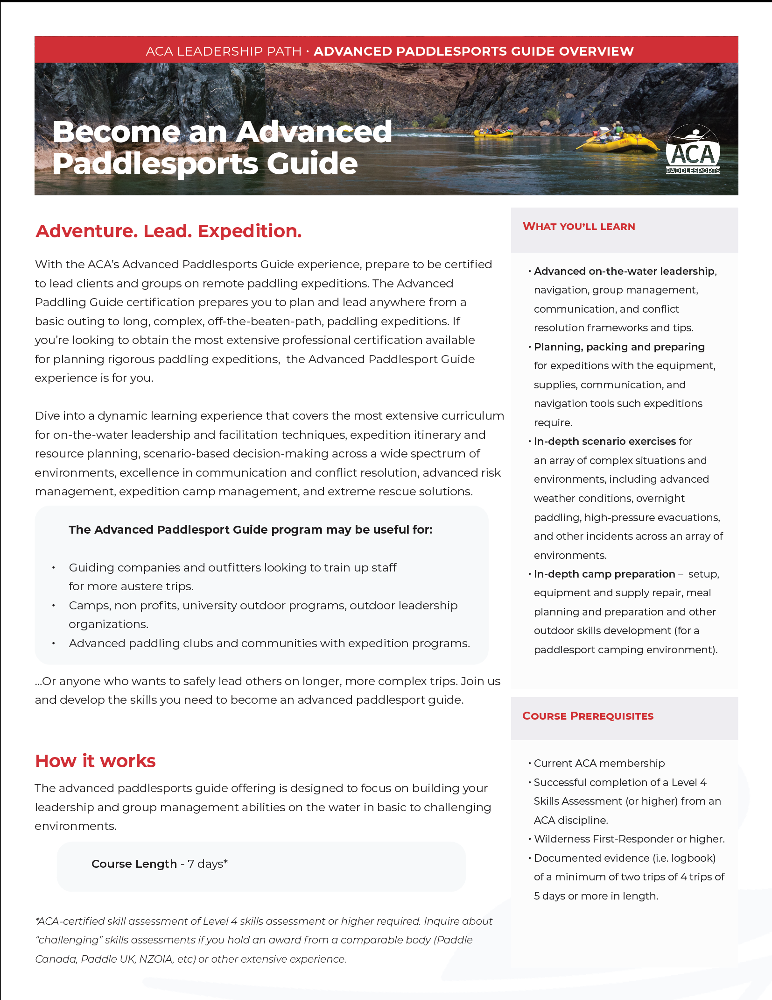 ACA LEADERSHIP PATH • ADVANCED PADDLESPORTS GUIDE OVERVIEW
Become an Advanced
Paddlesports Guide
ACA
PADDLESPORTS
Adventure. Lead. Expedition.
With the ACA’s Advanced Paddlesports Guide experience, prepare to be certified
to lead clients and groups on remote paddling expeditions. The Advanced
Paddling Guide certification prepares you to plan and lead anywhere from a
basic outing to long, complex, off-the-beaten-path, paddling expeditions. If
you’re looking to obtain the most extensive professional certification available
for planning rigorous paddling expeditions,  the Advanced Paddlesport Guide
experience is for you.
Dive into a dynamic learning experience that covers the most extensive curriculum
for on-the-water leadership and facilitation techniques, expedition itinerary and
resource planning, scenario-based decision-making across a wide spectrum of
environments, excellence in communication and conflict resolution, advanced risk
management, expedition camp management, and extreme rescue solutions.
The Advanced Paddlesport Guide program may be useful for:
• Guiding companies and outfitters looking to train up staff
for more austere trips.
• Camps, non profits, university outdoor programs, outdoor leadership
organizations.
• Advanced paddling clubs and communities with expedition programs.
...Or anyone who wants to safely lead others on longer, more complex trips. Join us
and develop the skills you need to become an advanced paddlesport guide.
How it works
The advanced paddlesports guide offering is designed to focus on building your
leadership and group management abilities on the water in basic to challenging
environments.
Course Length - 7 days*
*ACA-certified skill assessment of Level 4 skills assessment or higher required. Inquire about
“challenging” skills assessments if you hold an award from a comparable body (Paddle
Canada, Paddle UK, NZOIA, etc) or other extensive experience.
WHAT YOU’LL LEARN
• Advanced on-the-water leadership,
navigation, group management,
communication, and conflict
resolution frameworks and tips.
• Planning, packing and preparing
for expeditions with the equipment,
supplies, communication, and
navigation tools such expeditions
require.
• In-depth scenario exercises for
an array of complex situations and
environments, including advanced
weather conditions, overnight
paddling, high-pressure evacuations,
and other incidents across an array of
environments.
• In-depth camp preparation –  setup,
equipment and supply repair, meal
planning and preparation and other
outdoor skills development (for a
paddlesport camping environment).
COURSE PREREQUISITES
• Current ACA membership
• Successful completion of a Level 4
Skills Assessment (or higher) from an
ACA discipline.
• Wilderness First-Responder or higher.
• Documented evidence (i.e. logbook)
of a minimum of two trips of 4 trips of
5 days or more in length.